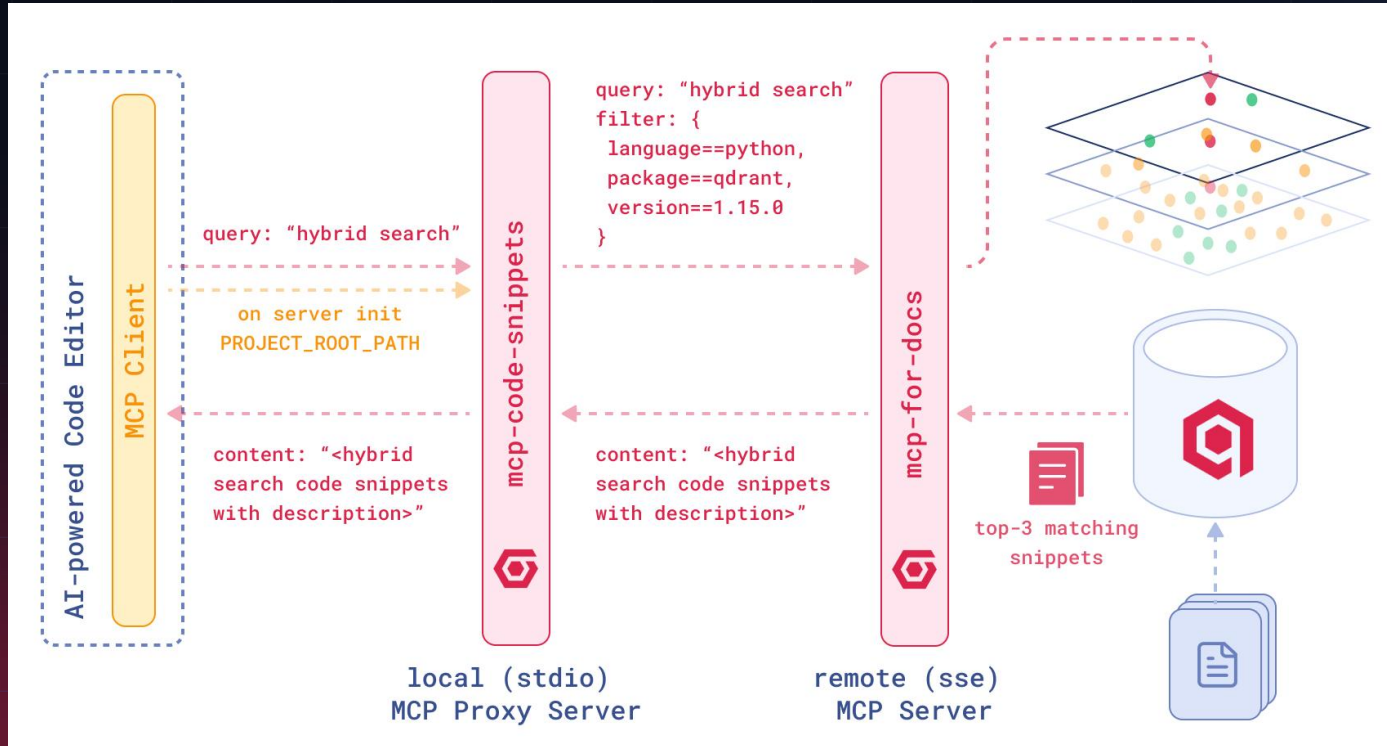 AI-powered Code Editor
MCP Client
query: “hybrid search”
on server init
PROJECT_ROOT_PATH
content: “<hybrid
search code snippets
with description>”
mcp-code-snippets
local (stdio)
MCP Proxy Server
query: “hybrid search”
filter: {
language==python,
package==qdrant,
version==1.15.0
}
content: “<hybrid
search code snippets
with description>”
mcp-for-docs
remote (sse)
MCP Server
top-3 matching
snippets